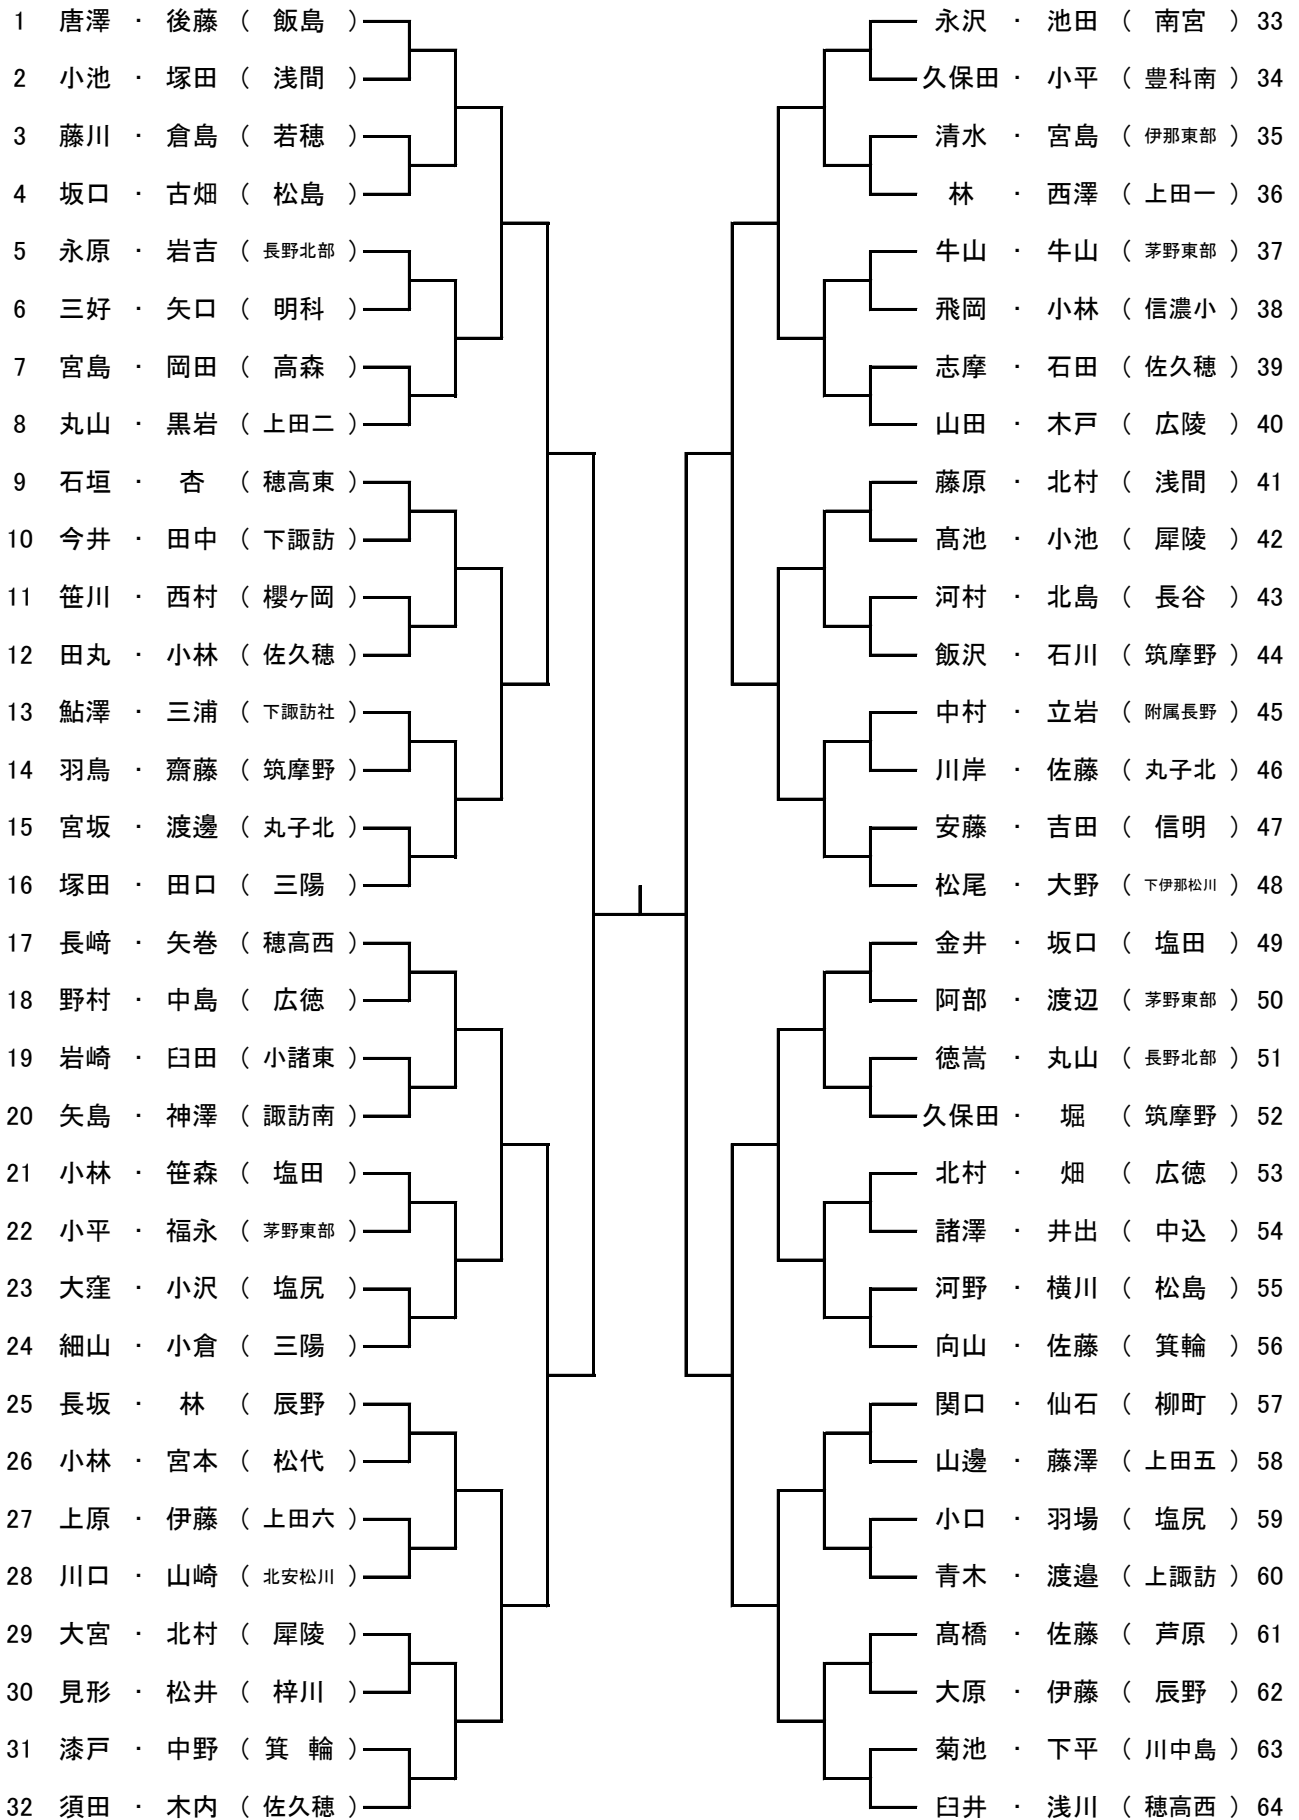 1 唐澤 ・ 後藤 ( 飯島 )
2 小池 ・ 塚田 ( 浅間 )
3 藤川 ・ 倉島 ( 若穂 )
4 坂口 ・ 古畑 ( 松島 )
5 永原 ・ 岩吉 ( 長野北部 )
6 三好 ・ 矢口 ( 明科 )
7 宮島 ・ 岡田 ( 高森 )
8 丸山 ・ 黒岩 ( 上田二 )
9 石垣 ・ 杏 ( 穂高東 )
10 今井 ・ 田中 ( 下諏訪 )
11 笹川 ・ 西村 ( 櫻ヶ岡 )
12 田丸 ・ 小林 ( 佐久穂 )
13 鮎澤 ・ 三浦 ( 下諏訪社 )
14 羽鳥 ・ 齋藤 ( 筑摩野 )
15 宮坂 ・ 渡邊 ( 丸子北 )
16 塚田 ・ 田口 ( 三陽 )
17 長﨑 ・ 矢巻 ( 穂高西 )
18 野村 ・ 中島 ( 広徳 )
19 岩崎 ・ 臼田 ( 小諸東 )
20 矢島 ・ 神澤 ( 諏訪南 )
21 小林 ・ 笹森 ( 塩田 )
22 小平 ・ 福永 ( 茅野東部 )
23 大窪 ・ 小沢 ( 塩尻 )
24 細山 ・ 小倉 ( 三陽 )
25 長坂 ・ 林 ( 辰野 )
26 小林 ・ 宮本 ( 松代 )
27 上原 ・ 伊藤 ( 上田六 )
28 川口 ・ 山崎 ( 北安松川 )
29 大宮 ・ 北村 ( 犀陵 )
30 見形 ・ 松井 ( 梓川 )
31 漆戸 ・ 中野 ( 箕 輪 )
32 須田 ・ 木内 ( 佐久穂 )
永沢 ・ 池田 ( 南宮 ) 33
久保田 ・ 小平 ( 豊科南 ) 34
清水 ・ 宮島 ( 伊那東部 ) 35
林 ・ 西澤 ( 上田一 ) 36
牛山 ・ 牛山 ( 茅野東部 ) 37
飛岡 ・ 小林 ( 信濃小 ) 38
志摩 ・ 石田 ( 佐久穂 ) 39
山田 ・ 木戸 ( 広陵 ) 40
藤原 ・ 北村 ( 浅間 ) 41
髙池 ・ 小池 ( 犀陵 ) 42
河村 ・ 北島 ( 長谷 ) 43
飯沢 ・ 石川 ( 筑摩野 ) 44
中村 ・ 立岩 ( 附属長野 ) 45
川岸 ・ 佐藤 ( 丸子北 ) 46
安藤 ・ 吉田 ( 信明 ) 47
松尾 ・ 大野 ( 下伊那松川 ) 48
金井 ・ 坂口 ( 塩田 ) 49
阿部 ・ 渡辺 ( 茅野東部 ) 50
徳嵩 ・ 丸山 ( 長野北部 ) 51
久保田 ・ 堀 ( 筑摩野 ) 52
北村 ・ 畑 ( 広徳 ) 53
諸澤 ・ 井出 ( 中込 ) 54
河野 ・ 横川 ( 松島 ) 55
向山 ・ 佐藤 ( 箕輪 ) 56
関口 ・ 仙石 ( 柳町 ) 57
山邊 ・ 藤澤 ( 上田五 ) 58
小口 ・ 羽場 ( 塩尻 ) 59
青木 ・ 渡邉 ( 上諏訪 ) 60
髙橋 ・ 佐藤 ( 芦原 ) 61
大原 ・ 伊藤 ( 辰野 ) 62
菊池 ・ 下平 ( 川中島 ) 63
臼井 ・ 浅川 ( 穂高西 ) 64